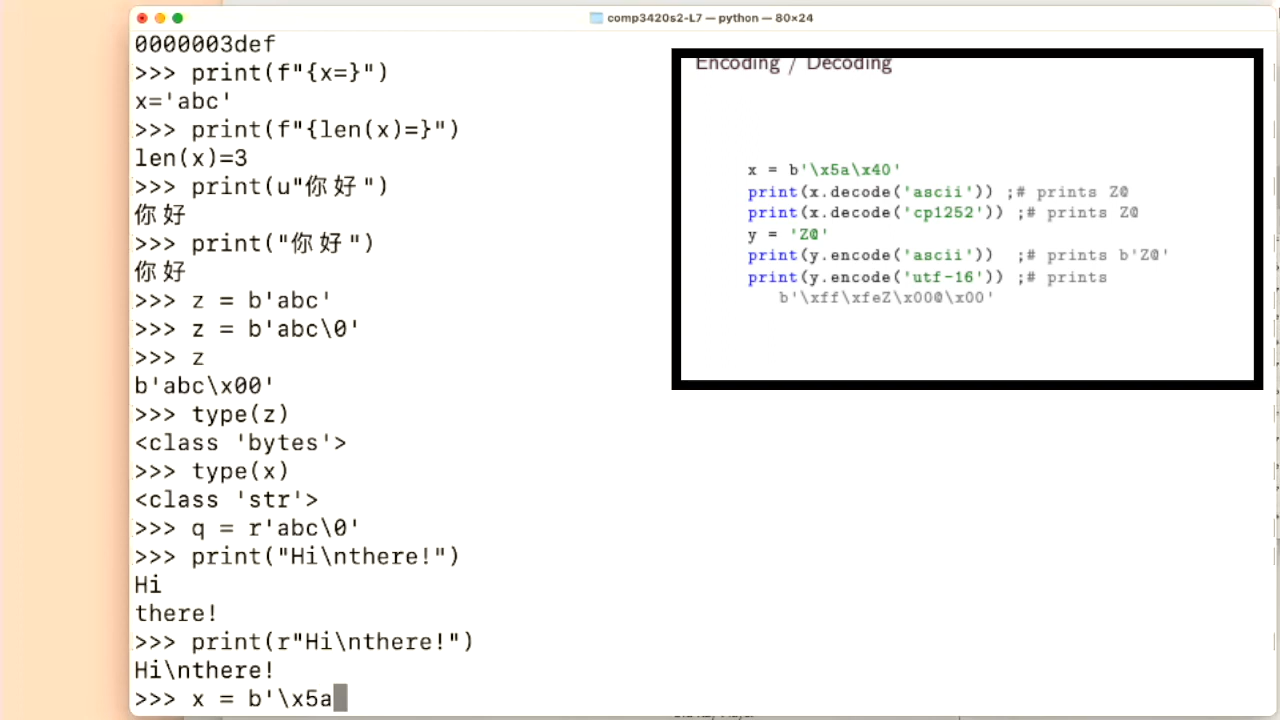 comp3420s2-L7 — python — 80×24
0000003def
>>> print(f"{x=}")
x='abc'
>>> print(f"{len(x)=}")
len(x)=3
>>> print(u"你好")
你好
>>> print("你好")
你好
>>> z = b'abc'
>>> z = b'abc\0'
>>> z
b'abc\x00'
>>> type(z)
<class 'bytes'>
>>> type(x)
<class 'str'>
>>> q = r'abc\0'
>>> print("Hi\nthere!")
Hi
there!
>>> print(r"Hi\nthere!")
Hi\nthere!
>>> x = b'\x5a
Encoding / Decoding
x = b'\x5a\x40'
print(x.decode('ascii')) ;# prints Z@
print(x.decode('cp1252')) ;# prints Z@
y = 'Z@'
print(y.encode('ascii')) ;# prints b'Z@'
print(y.encode('utf-16')) ;# prints
b'\xff\xfeZ\x00@\x00'